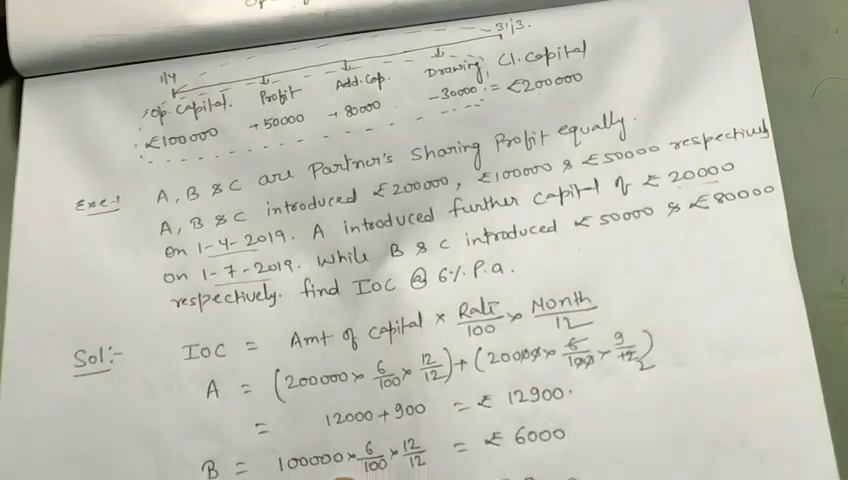 1/4 31/3.
Op. Capital. Profit Add. Cap. Drawing Cl. Capital
₹100000 + 50000 + 80000 - 30000 = ₹200000
Exe-1 A, B & C are Partner's Sharing Profit equally.
A, B & C introduced ₹200000, ₹100000 & ₹50000 respectively
on 1-4-2019. A introduced further capital of ₹ 20000
on 1-7-2019. While B & C introduced ₹ 50000 & ₹80000
respectively. find IOC @ 6% P.a.
Sol:- IOC = Amt of capital × Rate/100 × Month/12
A = (200000 × 6/100 × 12/12) + (20000 × 6/100 × 9/12)
= 12000 + 900 = ₹ 12900.
B = 100000 × 6/100 × 12/12 = ₹ 6000